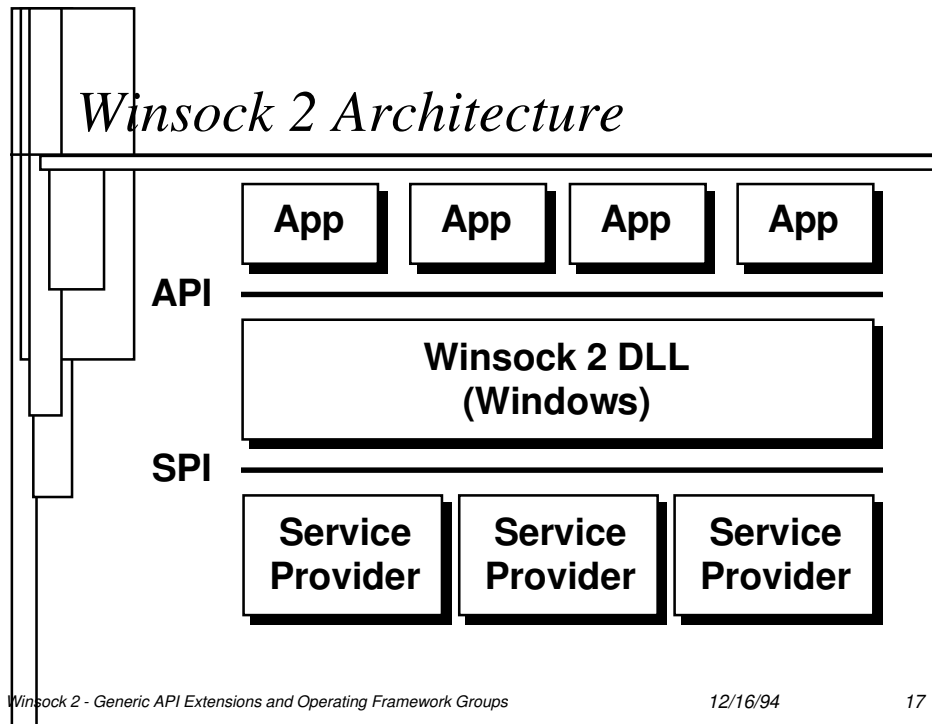 Winsock 2 Architecture
App App App App
API
Winsock 2 DLL
(Windows)
SPI
Service Service Service
Provider Provider Provider
Winsock 2 - Generic API Extensions and Operating Framework Groups 12/16/94 17